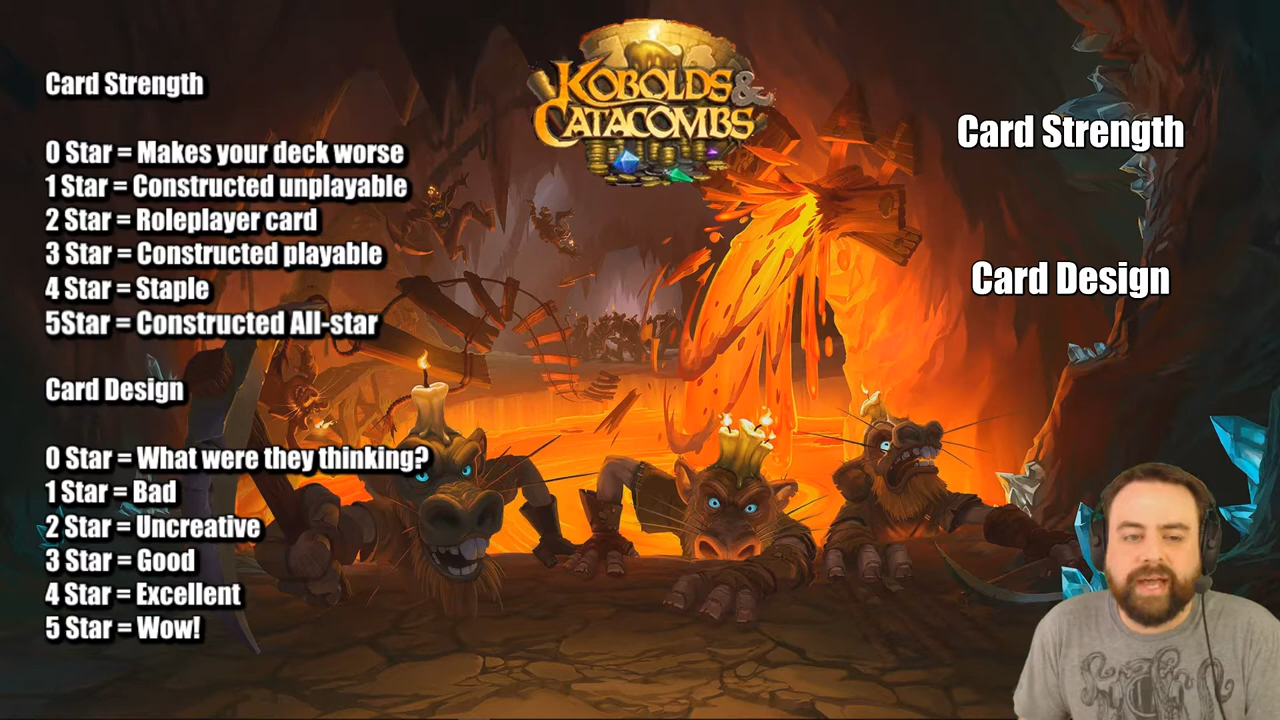 Card Strength
0 Star = Makes your deck worse
1 Star = Constructed unplayable
2 Star = Roleplayer card
3 Star = Constructed playable
4 Star = Staple
5Star = Constructed All-star
Card Design
0 Star = What were they thinking?
1 Star = Bad
2 Star = Uncreative
3 Star = Good
4 Star = Excellent
5 Star = Wow!
KOBOLDS &
CATACOMBS
Card Strength
Card Design